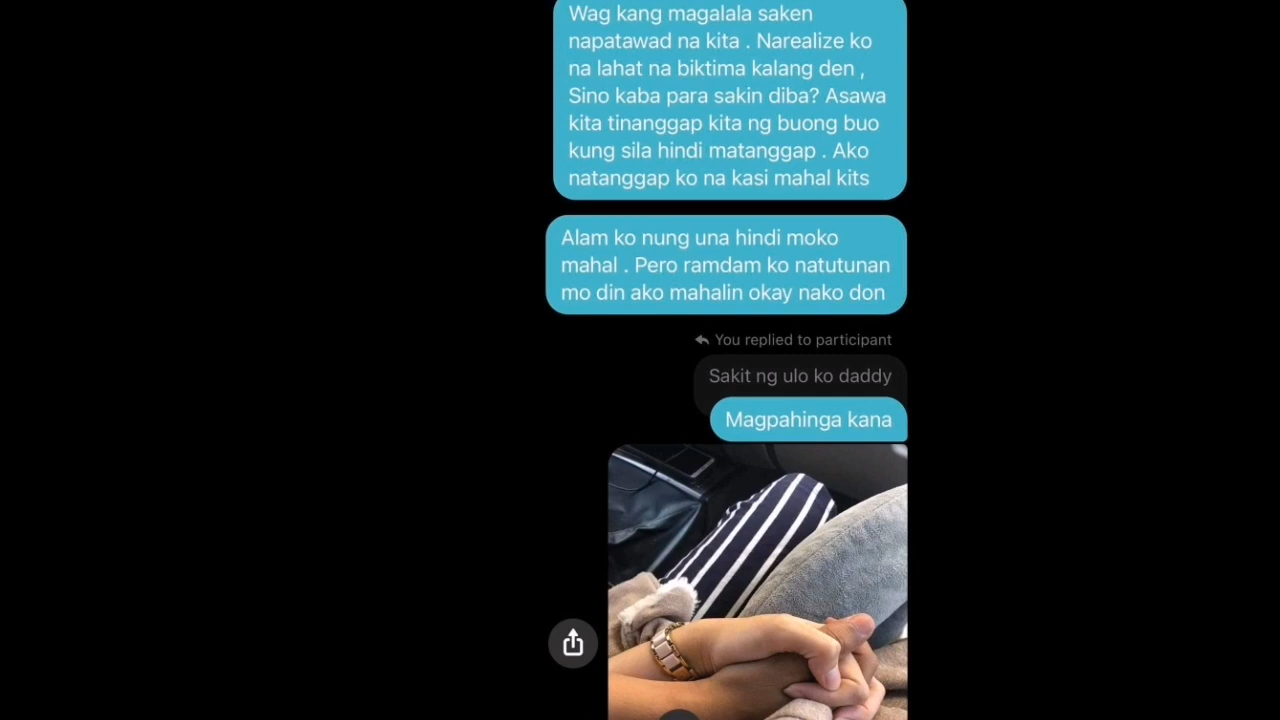 Wag kang magalala saken
napatawad na kita . Narealize ko
na lahat na biktima kalang den ,
Sino kaba para sakin diba? Asawa
kita tinanggap kita ng buong buo
kung sila hindi matanggap . Ako
natanggap ko na kasi mahal kits
Alam ko nung una hindi moko
mahal . Pero ramdam ko natutunan
mo din ako mahalin okay nako don
You replied to participant
Sakit ng ulo ko daddy
Magpahinga kana